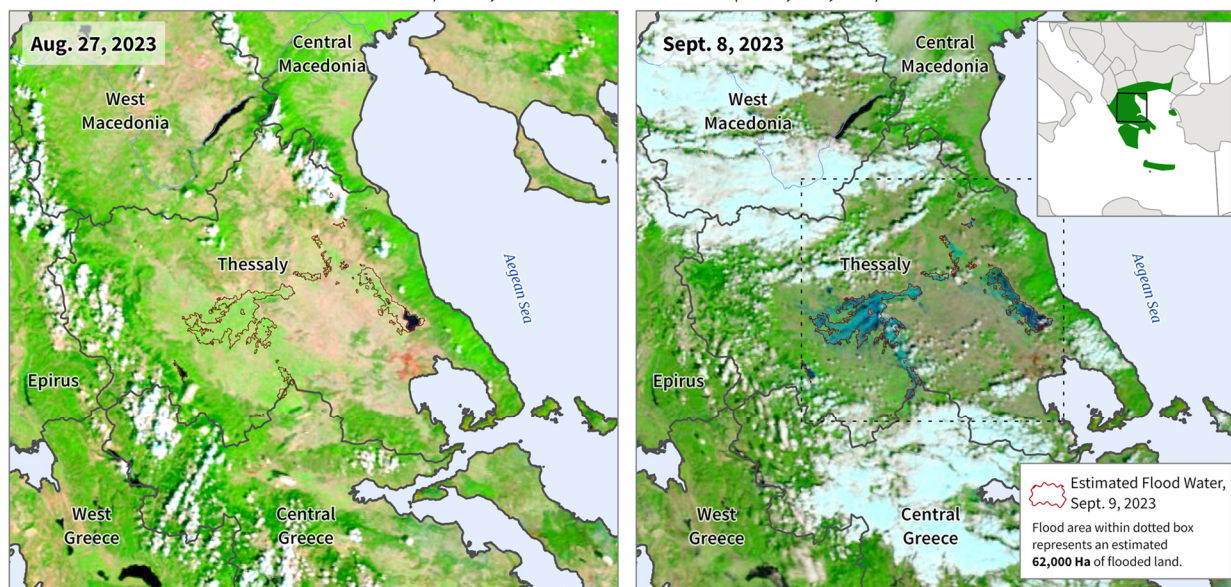 Aug. 27, 2023
Central
Macedonia
West
Macedonia
Thessaly
Aegean Sea
Epirus
West
Greece
Central
Greece
Sept. 8, 2023
Central
Macedonia
West
Macedonia
Thessaly
Aegean Sea
Epirus
West
Greece
Central
Greece
Estimated Flood Water,
Sept. 9, 2023
Flood area within dotted box
represents an estimated
62,000 Ha of flooded land.